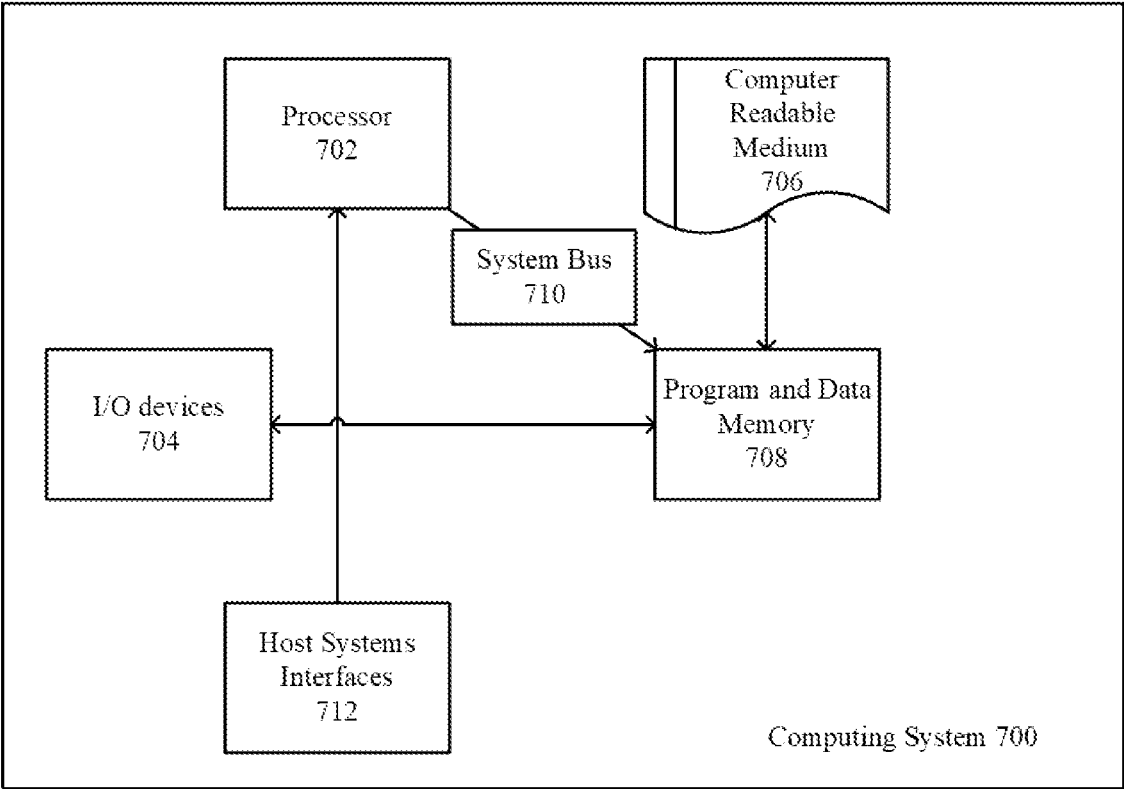 Processor
702
Computer
Readable
Medium
706
System Bus
710
I/O devices
704
Program and Data
Memory
708
Host Systems
Interfaces
712
Computing System 700